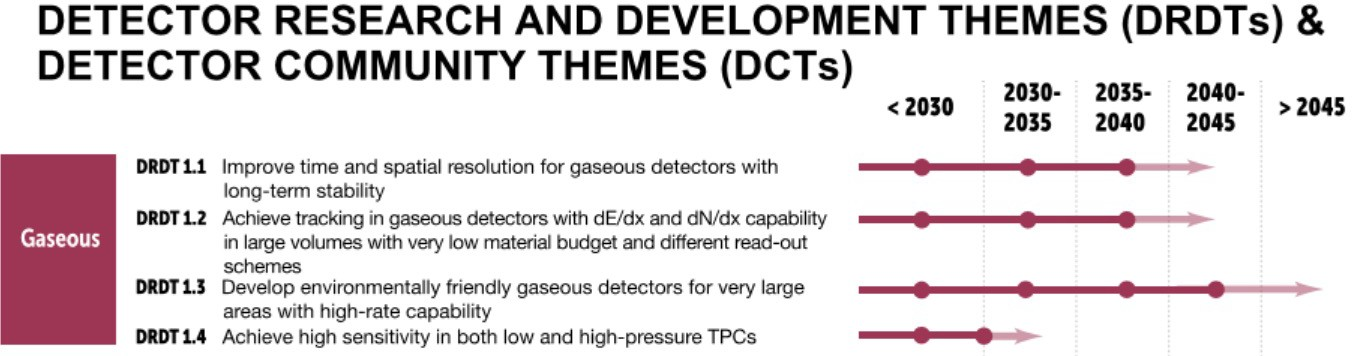 DETECTOR RESEARCH AND DEVELOPMENT THEMES (DRDTs) &
DETECTOR COMMUNITY THEMES (DCTs)
< 2030
2030-
2035
2035-
2040
2040-
2045
> 2045
Gaseous
DRDT 1.1 Improve time and spatial resolution for gaseous detectors with
long-term stability
DRDT 1.2 Achieve tracking in gaseous detectors with dE/dx and dN/dx capability
in large volumes with very low material budget and different read-out
schemes
DRDT 1.3 Develop environmentally friendly gaseous detectors for very large
areas with high-rate capability
DRDT 1.4 Achieve high sensitivity in both low and high-pressure TPCs